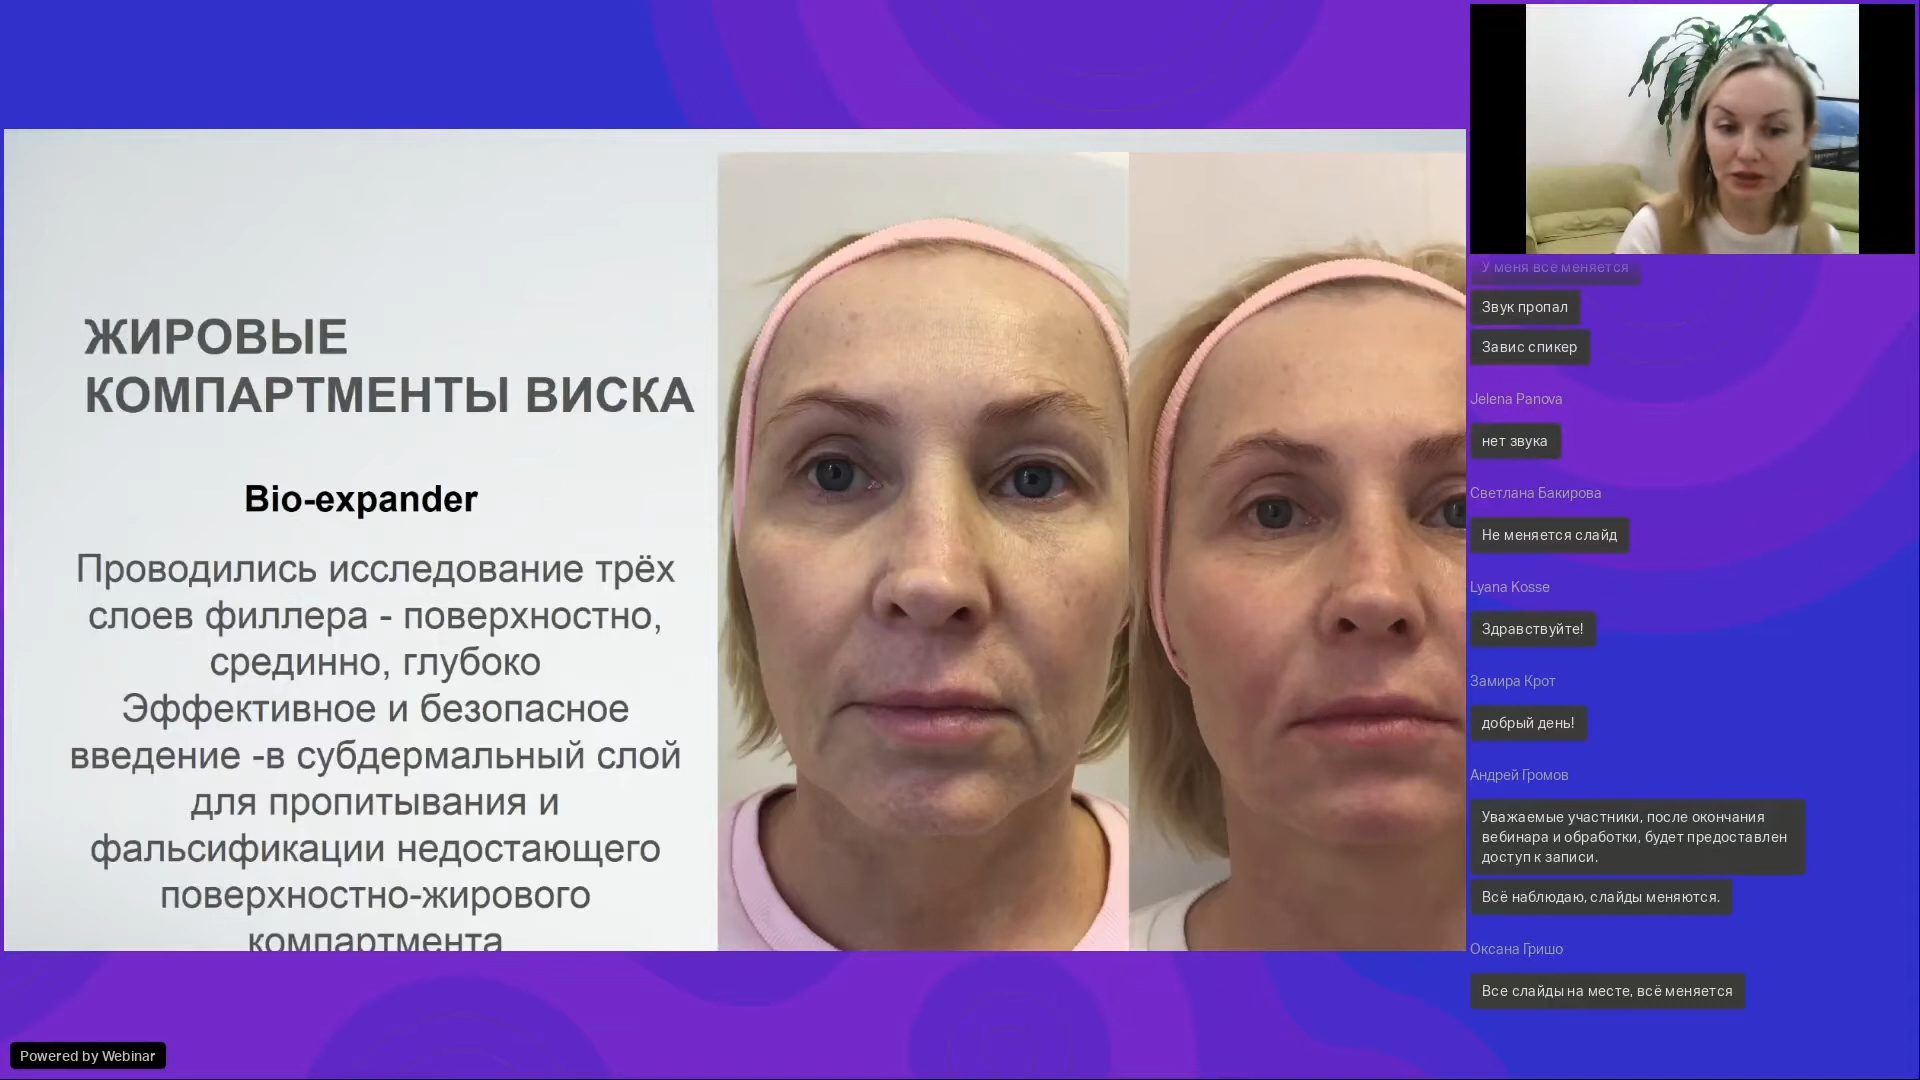 ЖИРОВЫЕ
КОМПАРТМЕНТЫ ВИСКА
Bio-expander
Проводились исследование трёх
слоев филлера - поверхностно,
срединно, глубоко
Эффективное и безопасное
введение -в субдермальный слой
для пропитывания и
фальсификации недостающего
поверхностно-жирового
компартмента
У меня все меняется
Звук пропал
Завис спикер
Jelena Panova
нет звука
Светлана Бакирова
Не меняется слайд
Lyana Kosse
Здравствуйте!
Замира Крот
добрый день!
Андрей Громов
Уважаемые участники, после окончания
вебинара и обработки, будет предоставлен
доступ к записи.
Всё наблюдаю, слайды меняются.
Оксана Гришо
Все слайды на месте, всё меняется
Powered by Webinar